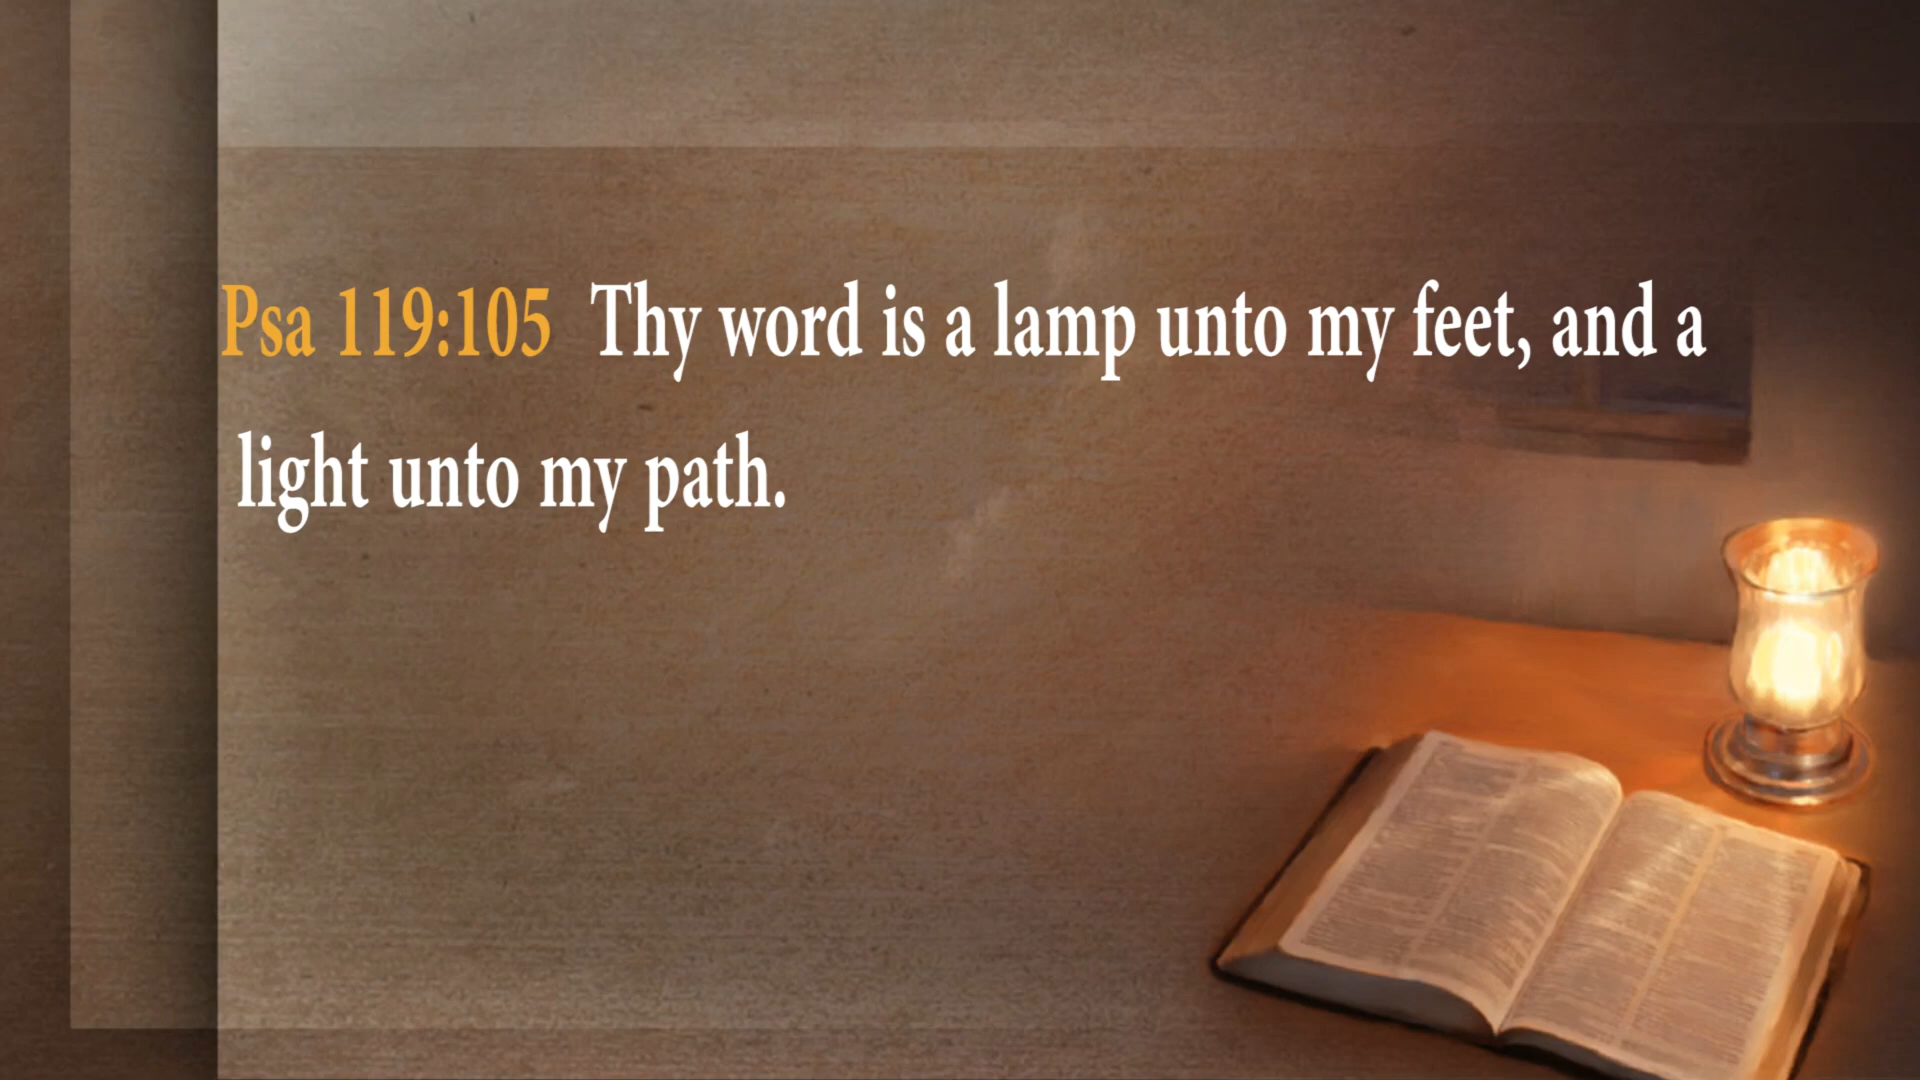 Psa 119:105 Thy word is a lamp unto my feet, and a
light unto my path.